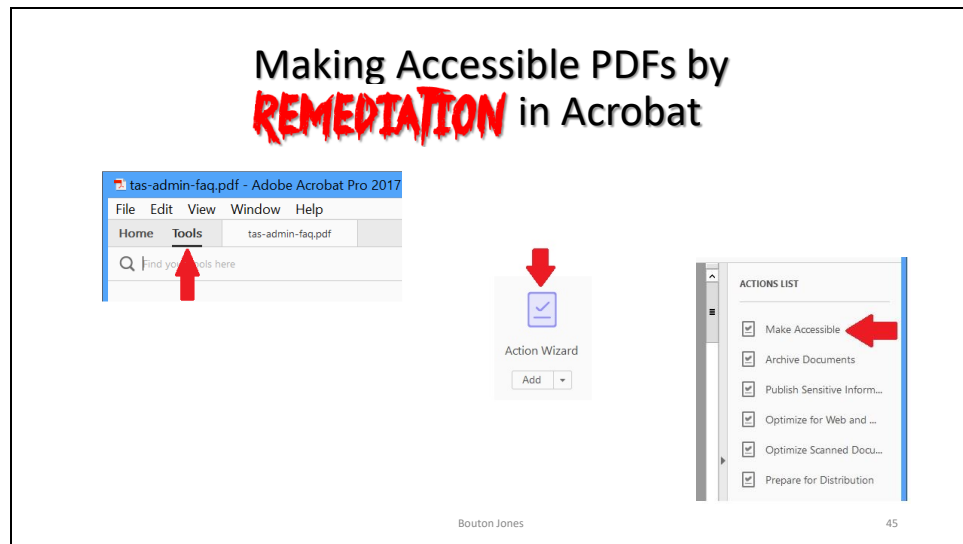 Making Accessible PDFs by
REMEDIATION in Acrobat
tas-admin-faq.pdf - Adobe Acrobat Pro 2017
File Edit View Window Help
Home Tools tas-admin-faq.pdf
Find your tools here
Action Wizard
Add
ACTIONS LIST
Make Accessible
Archive Documents
Publish Sensitive Inform...
Optimize for Web and ...
Optimize Scanned Docu...
Prepare for Distribution
Bouton Jones
45